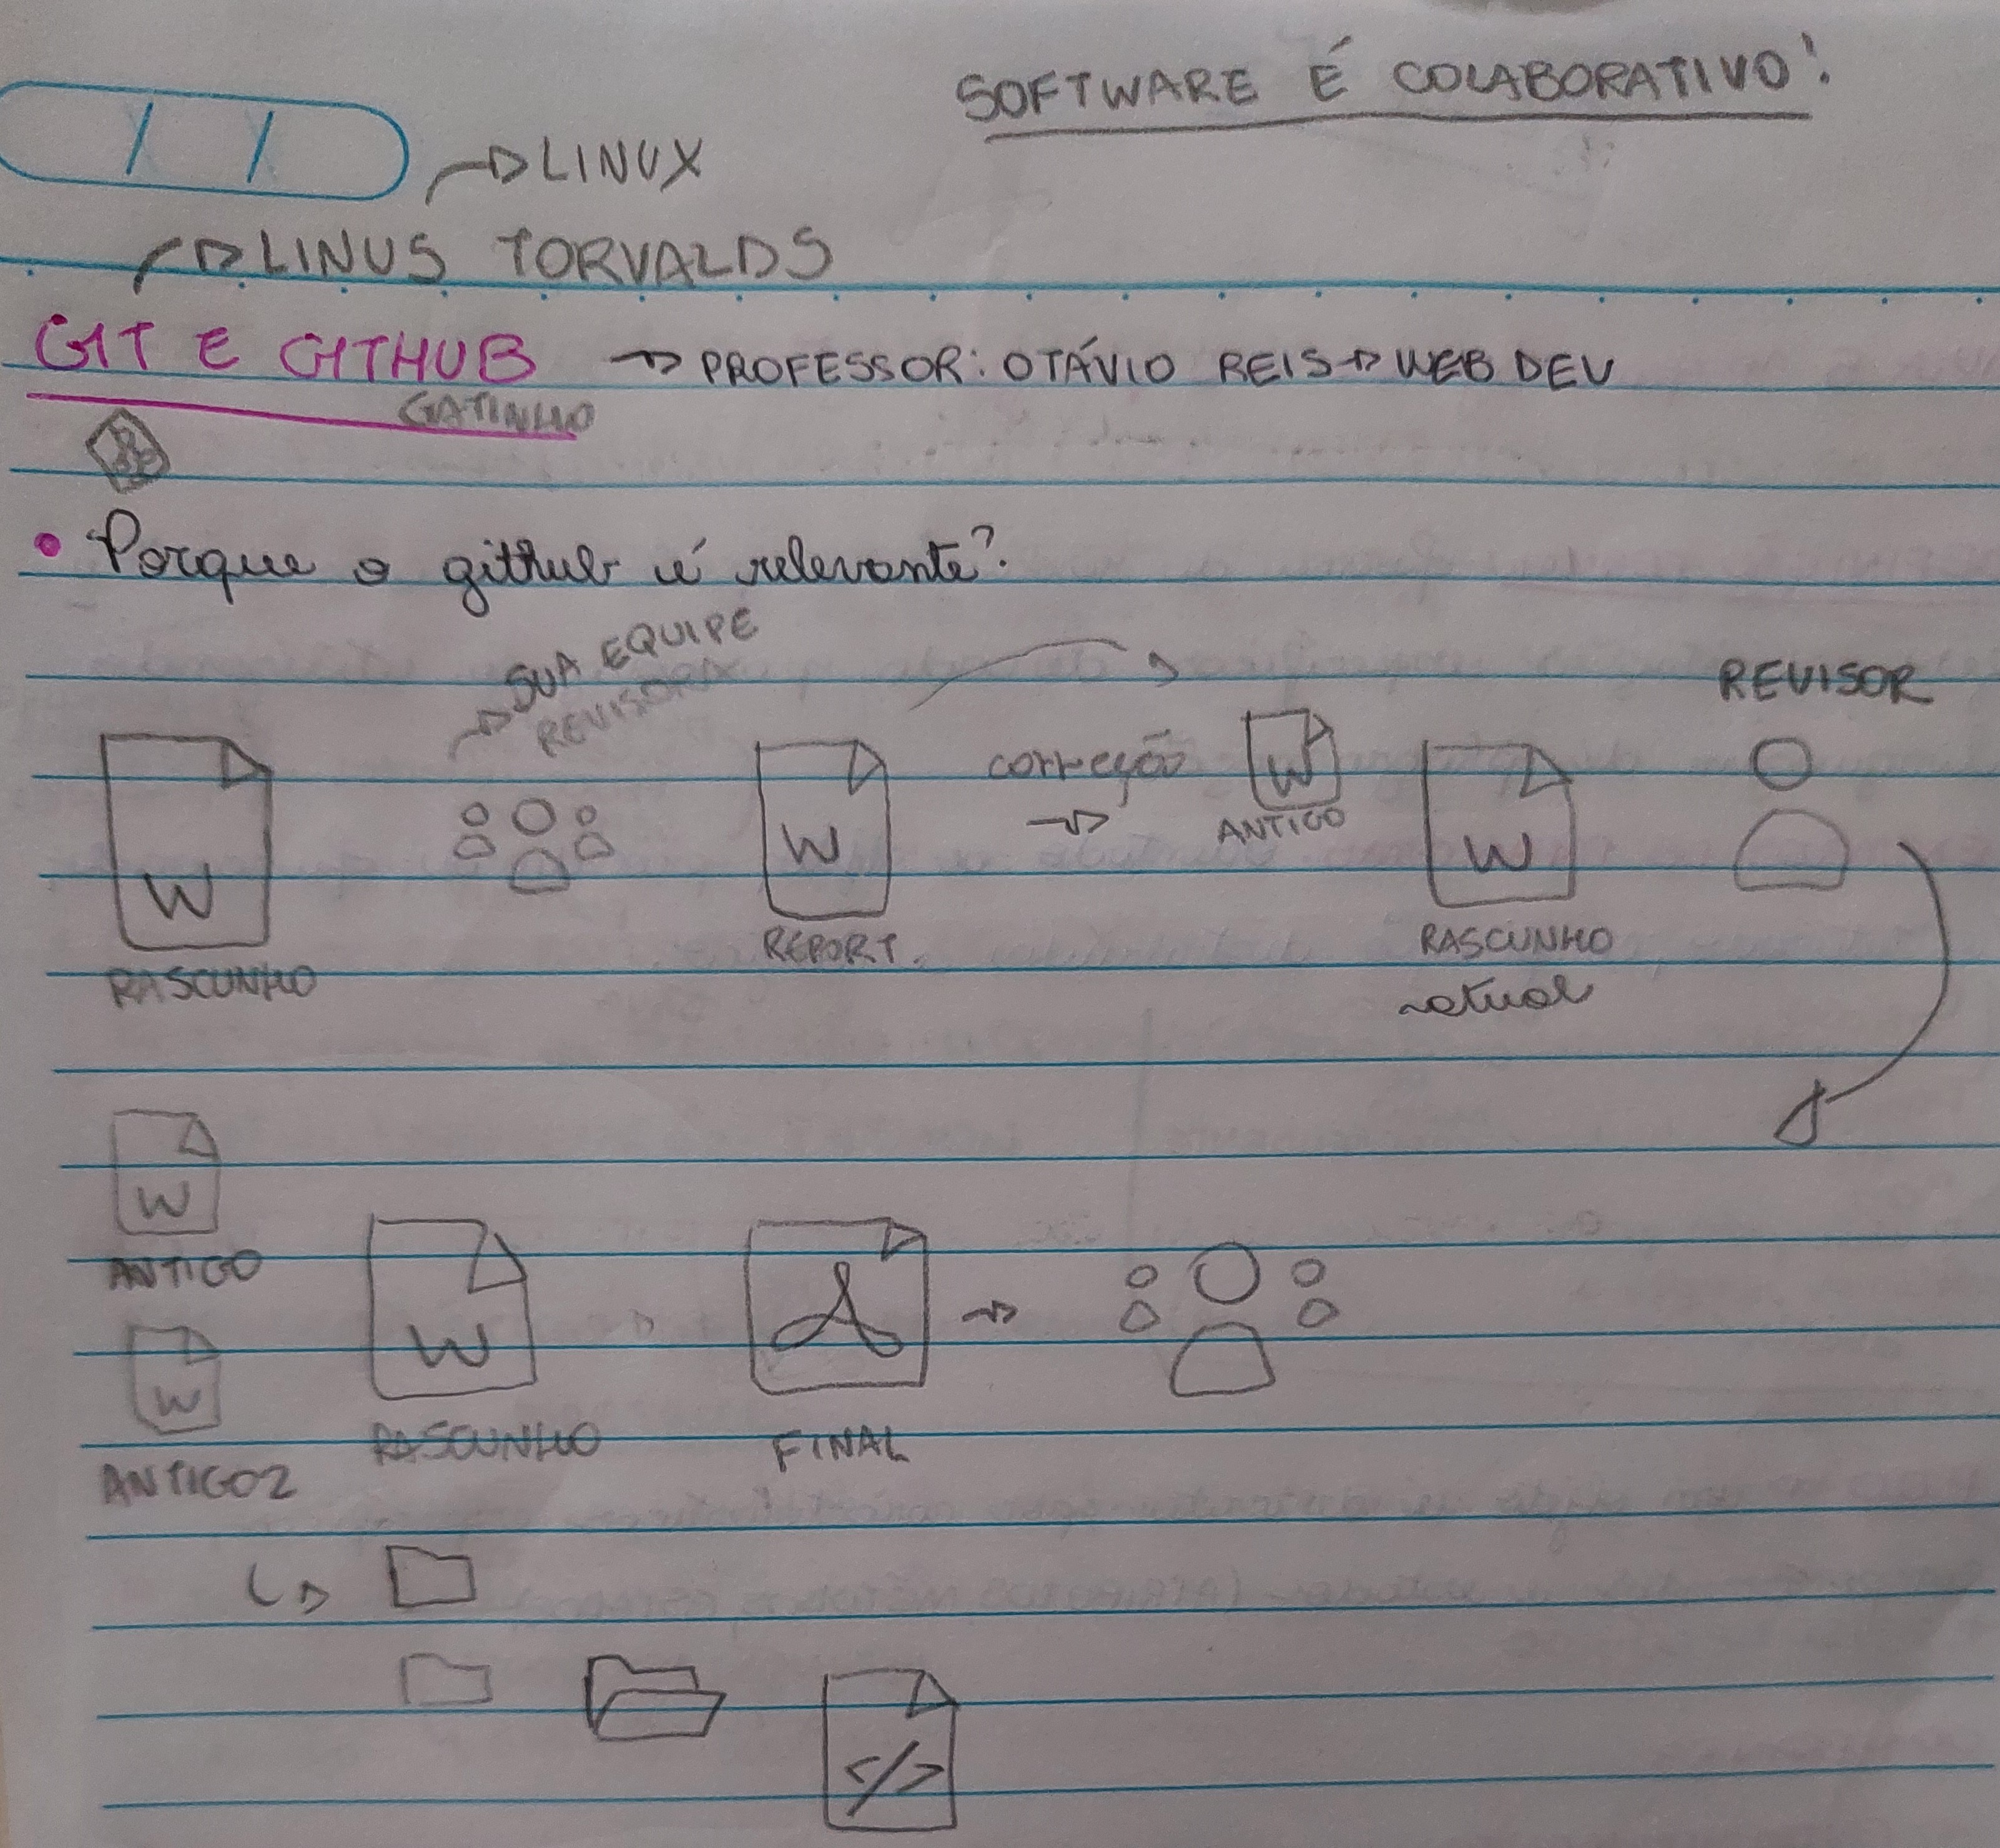 SOFTWARE É COLABORATIVO!
LINUX
LINUS TORVALDS
GIT E GITHUB → PROFESSOR: OTÁVIO REIS → WEB DEV
GATINHO
• Porque o github é relevante?
SUA EQUIPE
REVISORA
REVISOR
correção
→
W
W
W
W
ANTIGO
RASCUNHO
REPORT.
RASCUNHO
atual
W
ANTIGO
W
W
→
RASCUNHO
FINAL
ANTIGO2
</>